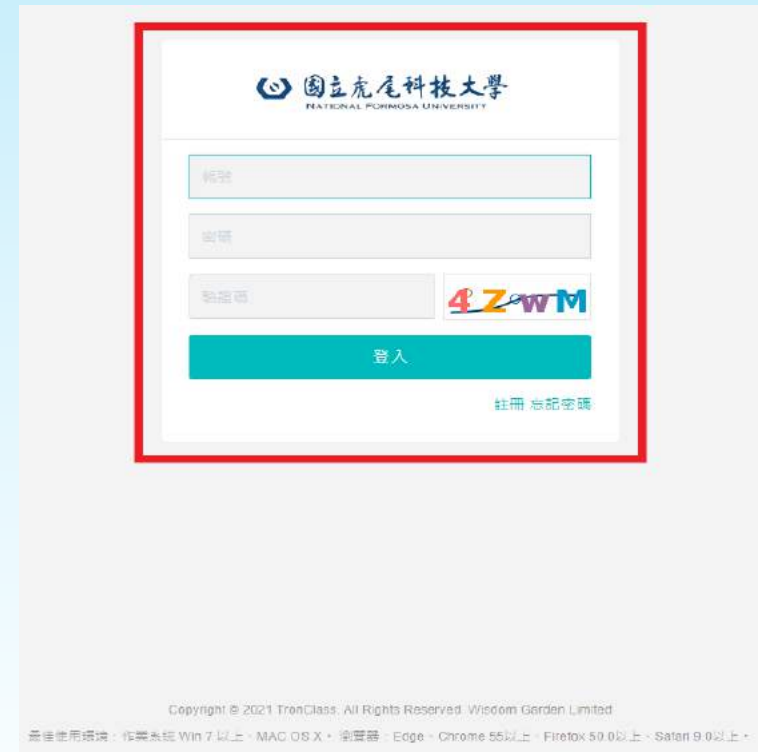 國立虎尾科技大學
NATIONAL FORMOSA UNIVERSITY
帳號
密碼
驗證碼
4ZwM
登入
註冊 忘記密碼
Copyright © 2021 TronClass. All Rights Reserved. Wisdom Garden Limited
最佳使用環境：作業系統 Win 7 以上、MAC OS X。 瀏覽器：Edge、Chrome 55以上、Firefox 50.0以上、Safari 9.0以上。